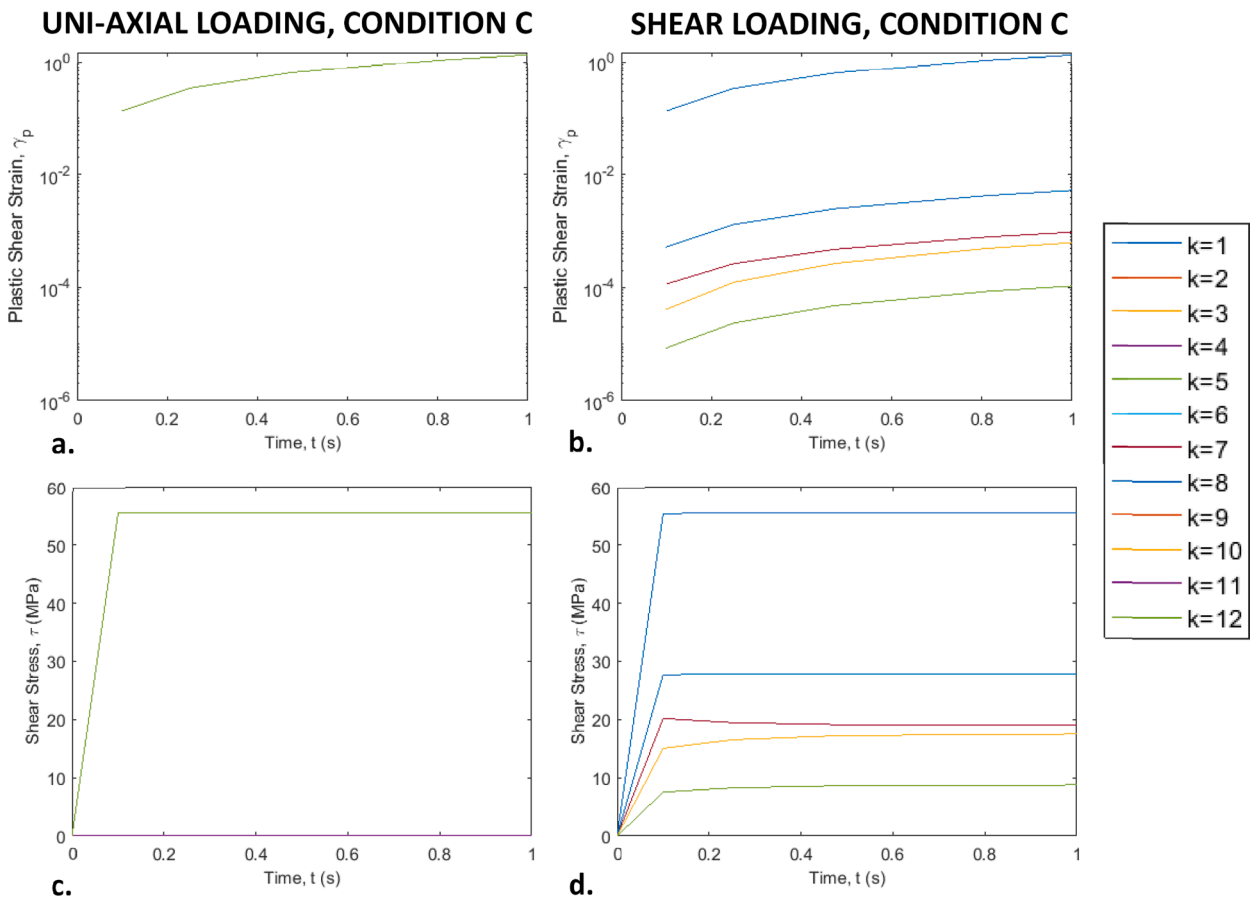 UNI-AXIAL LOADING, CONDITION C
SHEAR LOADING, CONDITION C
Plastic Shear Strain, γp
10^0
10^-2
10^-4
10^-6
0 0.2 0.4 0.6 0.8 1
Time, t (s)
a.
Plastic Shear Strain, γp
10^0
10^-2
10^-4
10^-6
0 0.2 0.4 0.6 0.8 1
Time, t (s)
b.
k=1
k=2
k=3
k=4
k=5
k=6
k=7
k=8
k=9
k=10
k=11
k=12
Shear Stress, τ (MPa)
60
50
40
30
20
10
0
0 0.2 0.4 0.6 0.8 1
Time, t (s)
c.
Shear Stress, τ (MPa)
60
50
40
30
20
10
0
0 0.2 0.4 0.6 0.8 1
Time, t (s)
d.